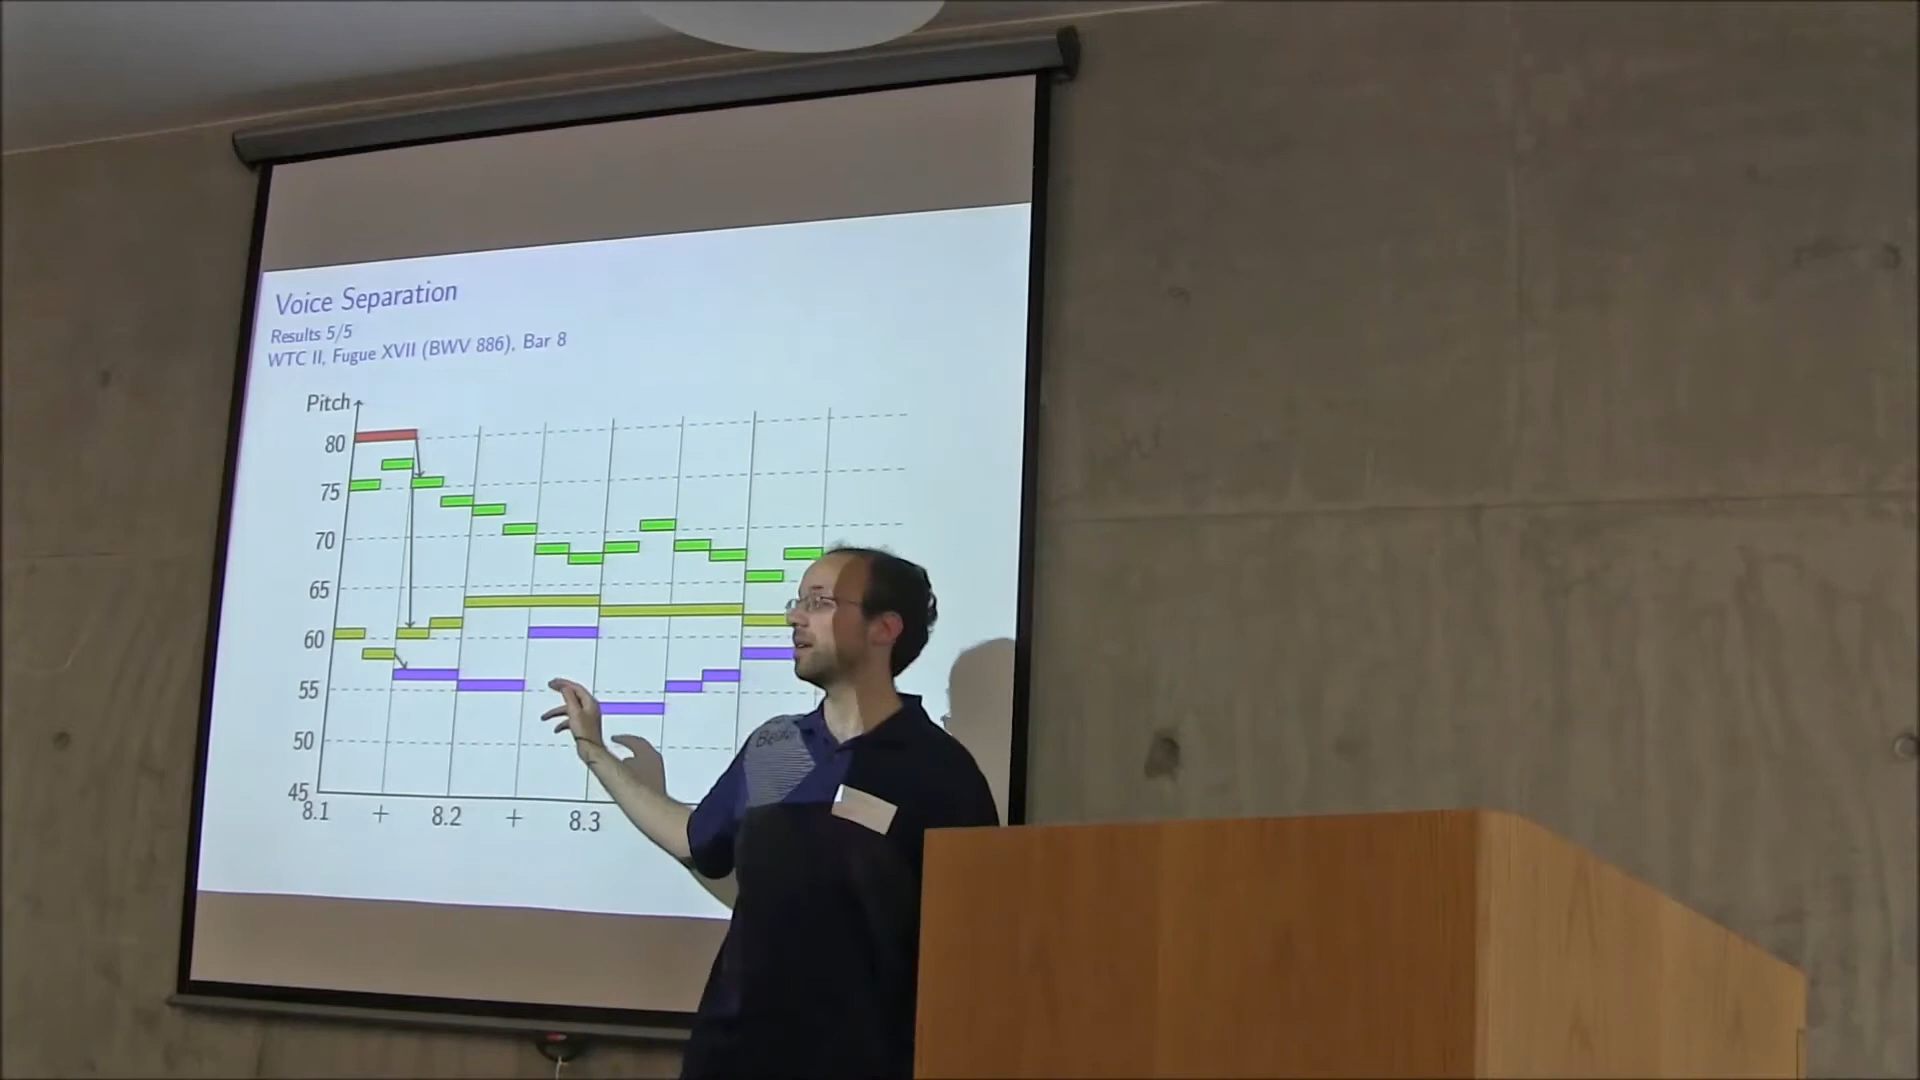 Voice Separation
Results 5/5
WTC II, Fugue XVII (BWV 886), Bar 8
Pitch
80
75
70
65
60
55
50
45
8.1 + 8.2 + 8.3